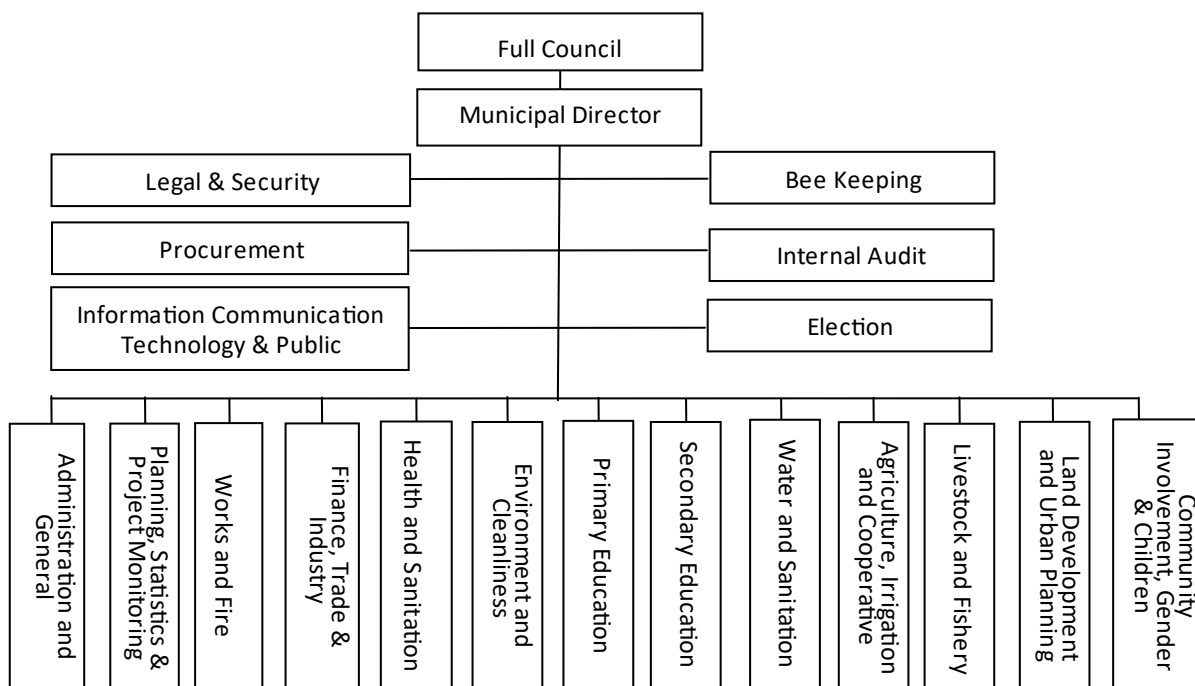 Full Council
Municipal Director
Legal & Security
Bee Keeping
Procurement
Internal Audit
Information Communication
Technology & Public
Election
Administration and
General
Planning, Statistics &
Project Monitoring
Works and Fire
Finance, Trade &
Industry
Health and Sanitation
Environment and
Cleanliness
Primary Education
Secondary Education
Water and Sanitation
Agriculture, Irrigation
and Cooperative
Livestock and Fishery
Land Development
and Urban Planning
Community
Involvement, Gender
& Children